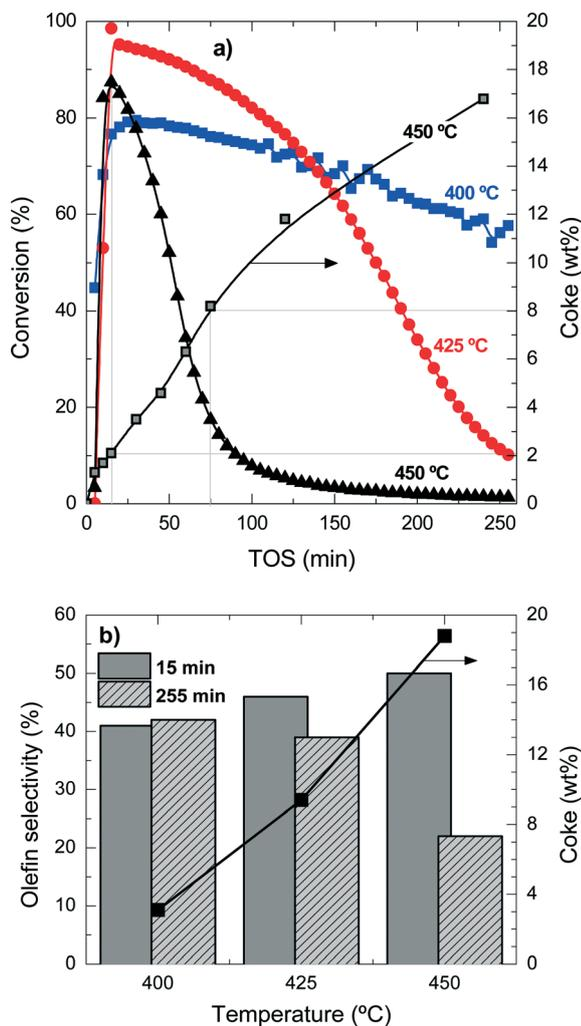 a)
100
80
60
40
20
0
Conversion (%)
20
18
16
14
12
10
8
6
4
2
0
Coke (wt%)
450 ºC
400 ºC
425 ºC
450 ºC
0 50 100 150 200 250
TOS (min)
b)
15 min
255 min
60
50
40
30
20
10
0
Olefin selectivity (%)
20
16
12
8
4
0
Coke (wt%)
400 425 450
Temperature (ºC)